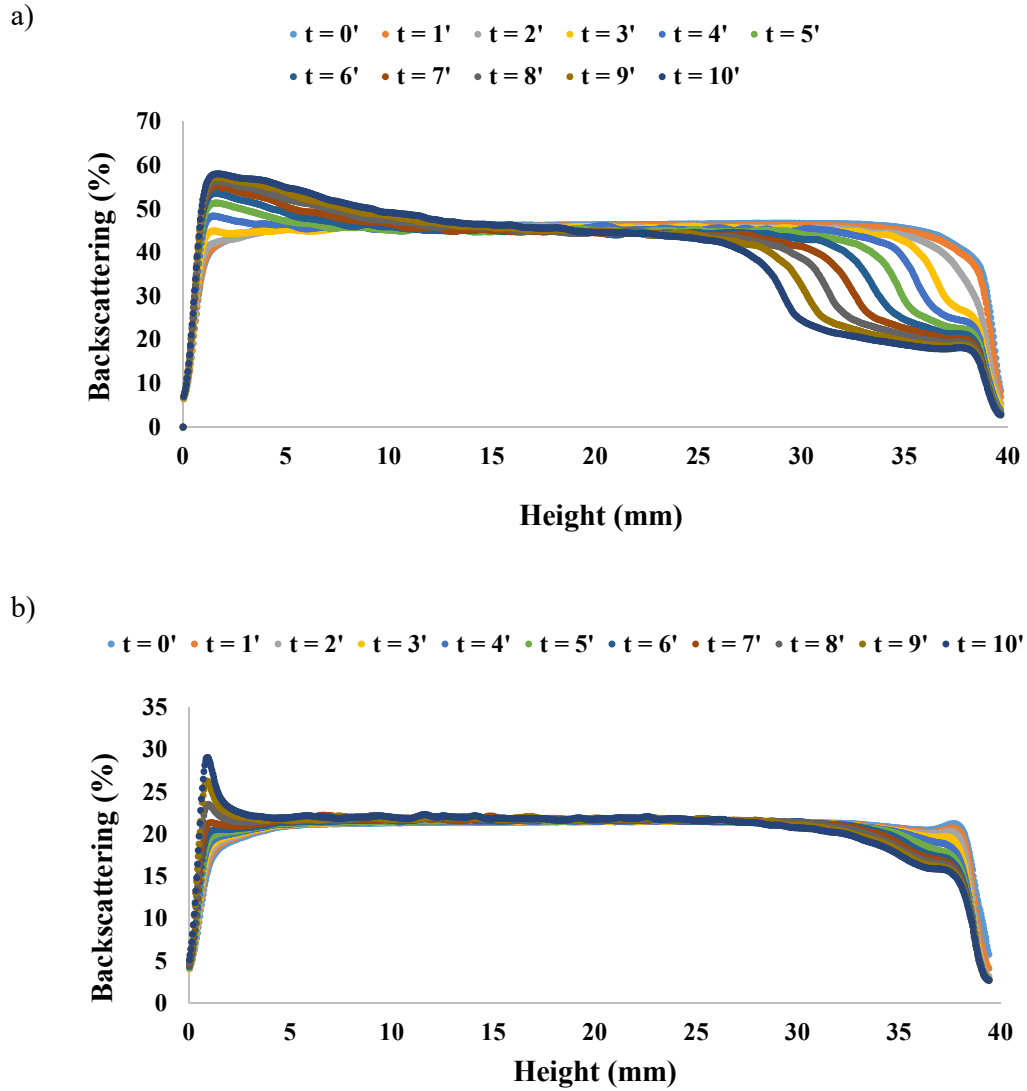 a)
t = 0' t = 1' t = 2' t = 3' t = 4' t = 5'
t = 6' t = 7' t = 8' t = 9' t = 10'
70
60
50
40
30
20
10
0
Backscattering (%)
0 5 10 15 20 25 30 35 40
Height (mm)
b)
t = 0' t = 1' t = 2' t = 3' t = 4' t = 5' t = 6' t = 7' t = 8' t = 9' t = 10'
35
30
25
20
15
10
5
0
Backscattering (%)
0 5 10 15 20 25 30 35 40
Height (mm)